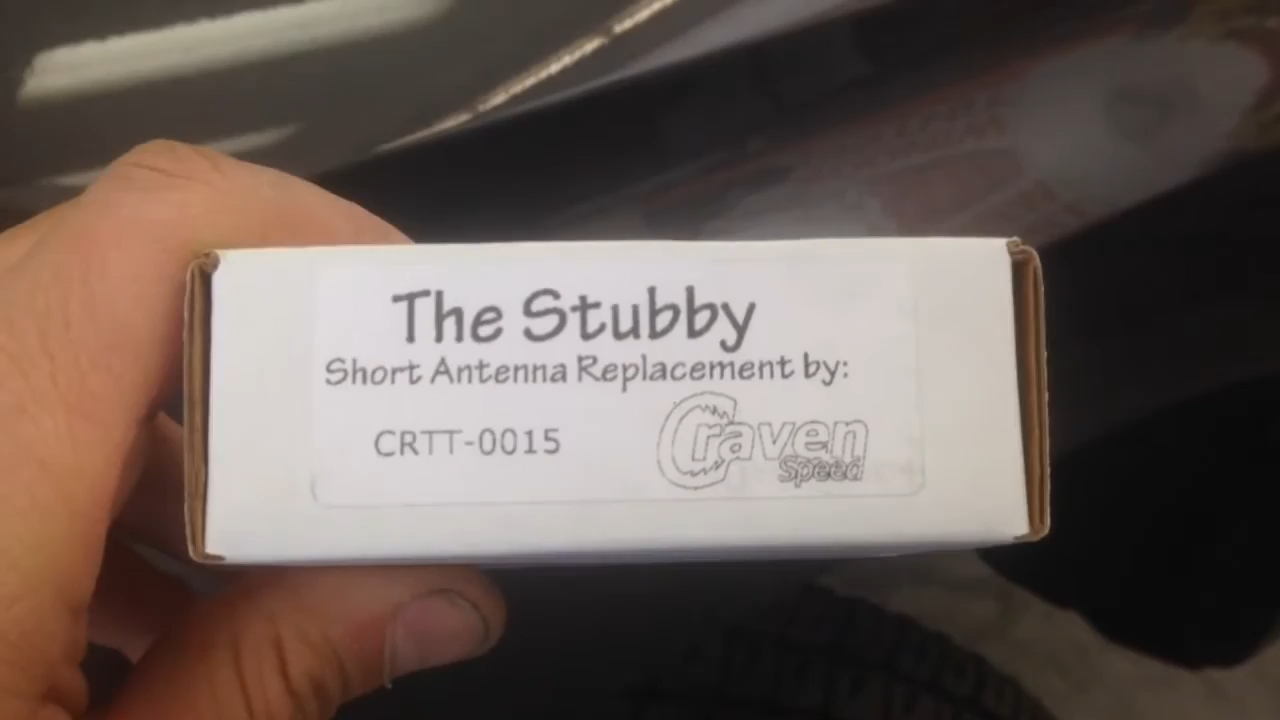 The Stubby
Short Antenna Replacement by:
CRTT-0015
Craven
Speed